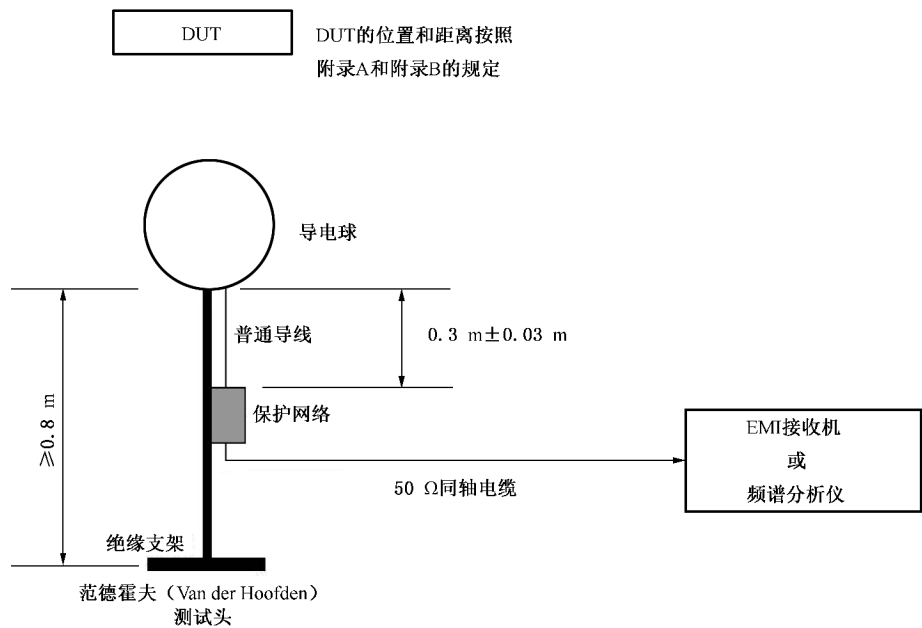 DUT
DUT的位置和距离按照
附录A和附录B的规定
导电球
普通导线
0.3 m±0.03 m
≥0.8 m
保护网络
EMI接收机
或
频谱分析仪
50 Ω同轴电缆
绝缘支架
范德霍夫（Van der Hoofden）
测试头